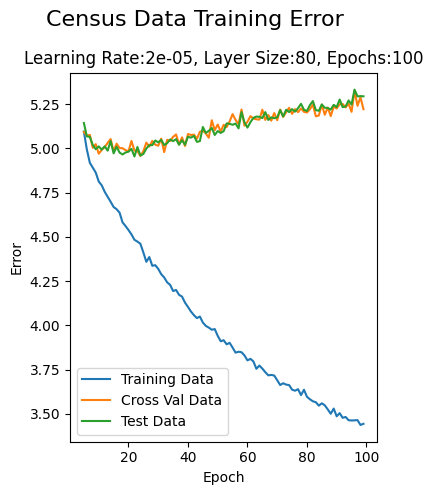 Census Data Training Error
Learning Rate:2e-05, Layer Size:80, Epochs:100
5.25
5.00
4.75
4.50
4.25
4.00
3.75
3.50
Error
Training Data
Cross Val Data
Test Data
20 40 60 80 100
Epoch